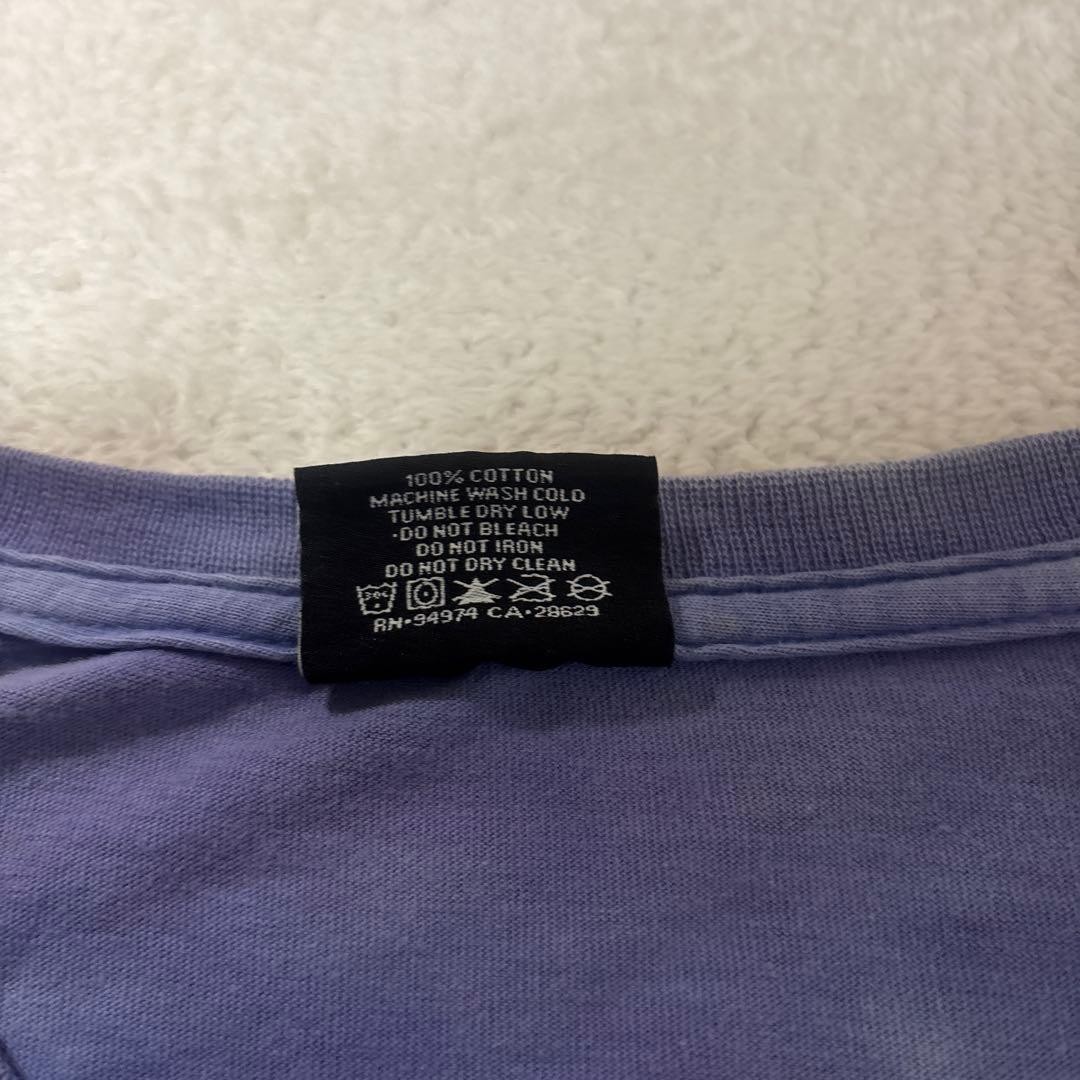 100% COTTON
MACHINE WASH COLD
TUMBLE DRY LOW
·DO NOT BLEACH
DO NOT IRON
DO NOT DRY CLEAN
30C
RN·94974 CA·28629